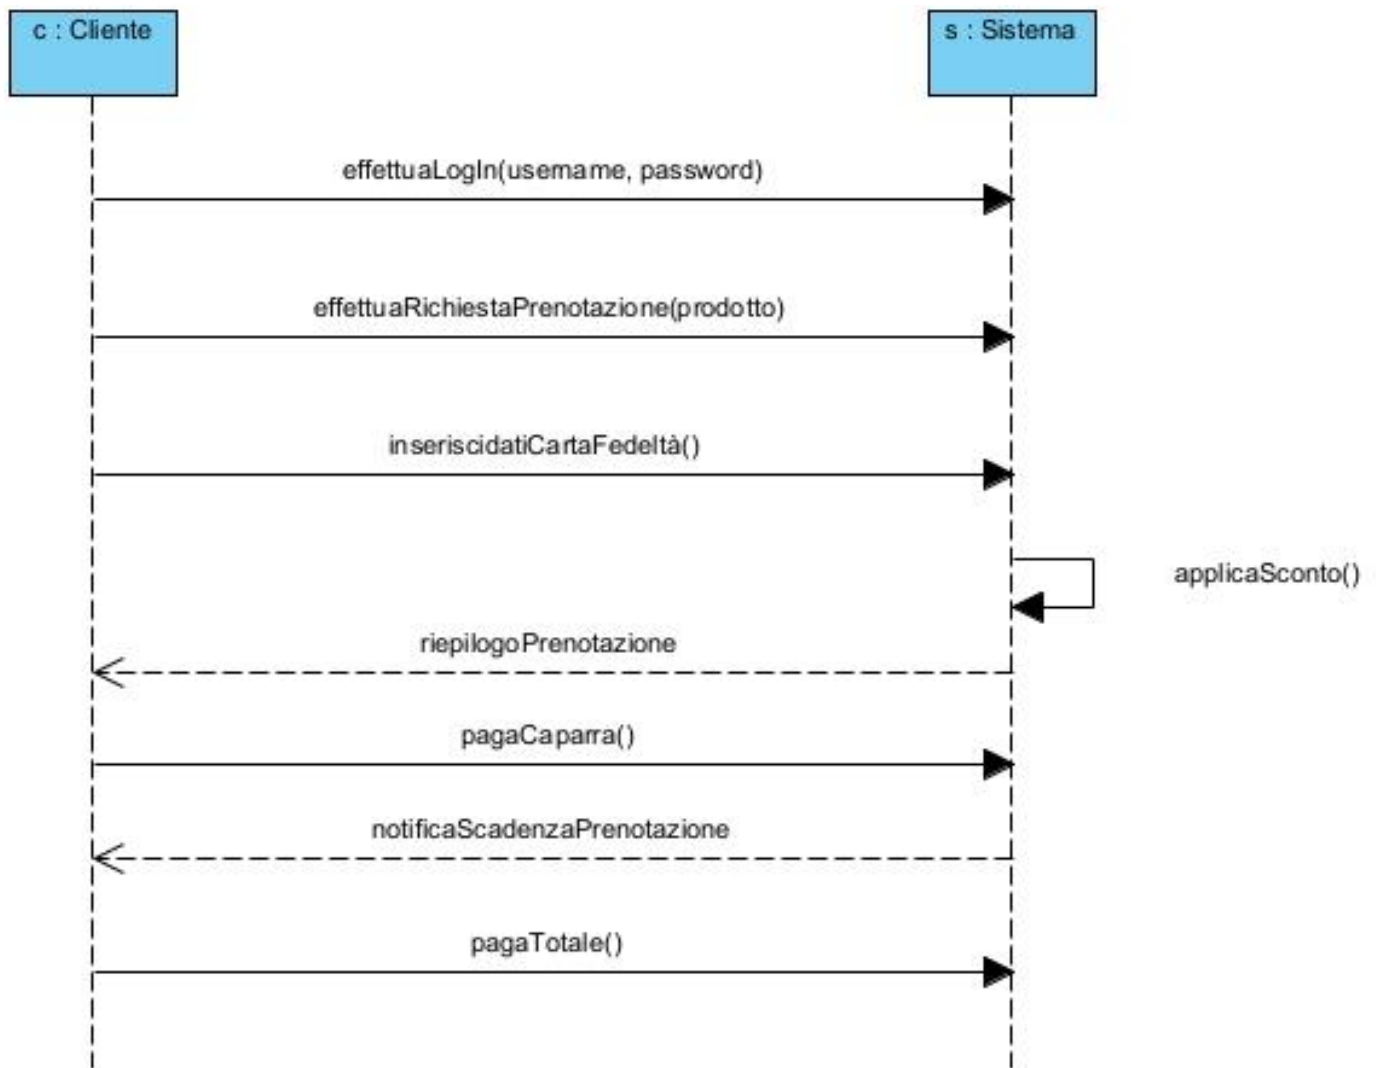 c : Cliente
s : Sistema
effettuaLogIn(username, password)
effettuaRichiestaPrenotazione(prodotto)
inseriscidatiCartaFedeltà()
applicaSconto()
riepilogoPrenotazione
pagaCaparra()
notificaScadenzaPrenotazione
pagaTotale()